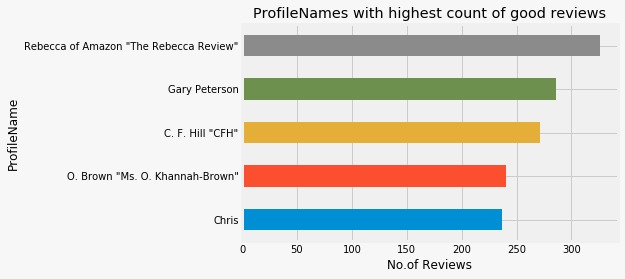 ProfileNames with highest count of good reviews
Rebecca of Amazon "The Rebecca Review"
Gary Peterson
C. F. Hill "CFH"
O. Brown "Ms. O. Khannah-Brown"
Chris
ProfileName
0 50 100 150 200 250 300
No.of Reviews